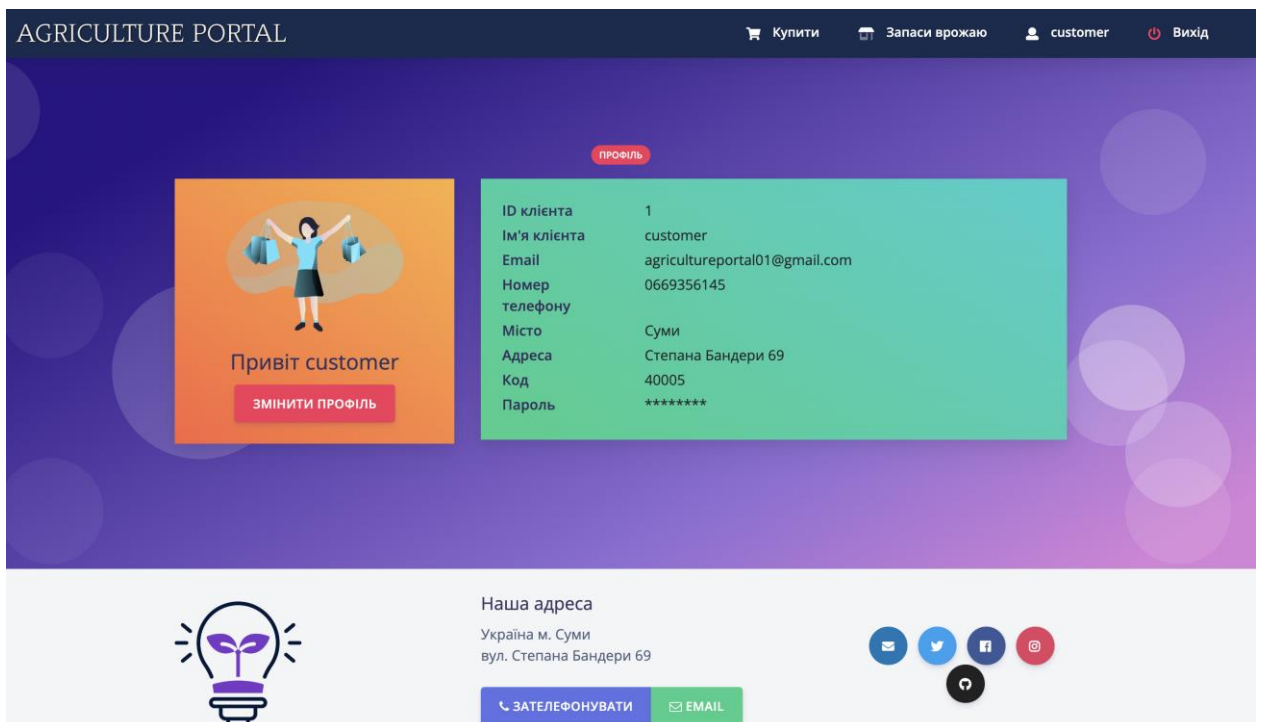 AGRICULTURE PORTAL
Купити Запаси врожаю customer Вихід
ПРОФІЛЬ
Привіт customer
ЗМІНИТИ ПРОФІЛЬ
ID клієнта 1
Ім'я клієнта customer
Email agricultureportal01@gmail.com
Номер 0669356145
телефону
Місто Суми
Адреса Степана Бандери 69
Код 40005
Пароль ********
Наша адреса
Україна м. Суми
вул. Степана Бандери 69
ЗАТЕЛЕФОНУВАТИ EMAIL